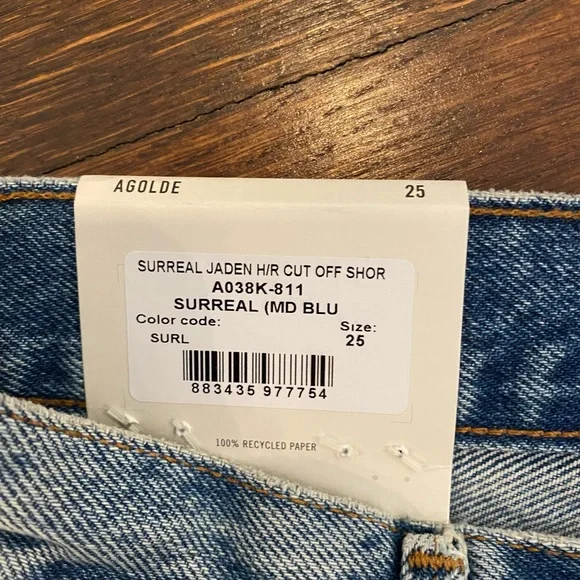 AGOLDE 25
SURREAL JADEN H/R CUT OFF SHOR
A038K-811
SURREAL (MD BLU
Color code: Size:
SURL 25
883435 977754
100% RECYCLED PAPER